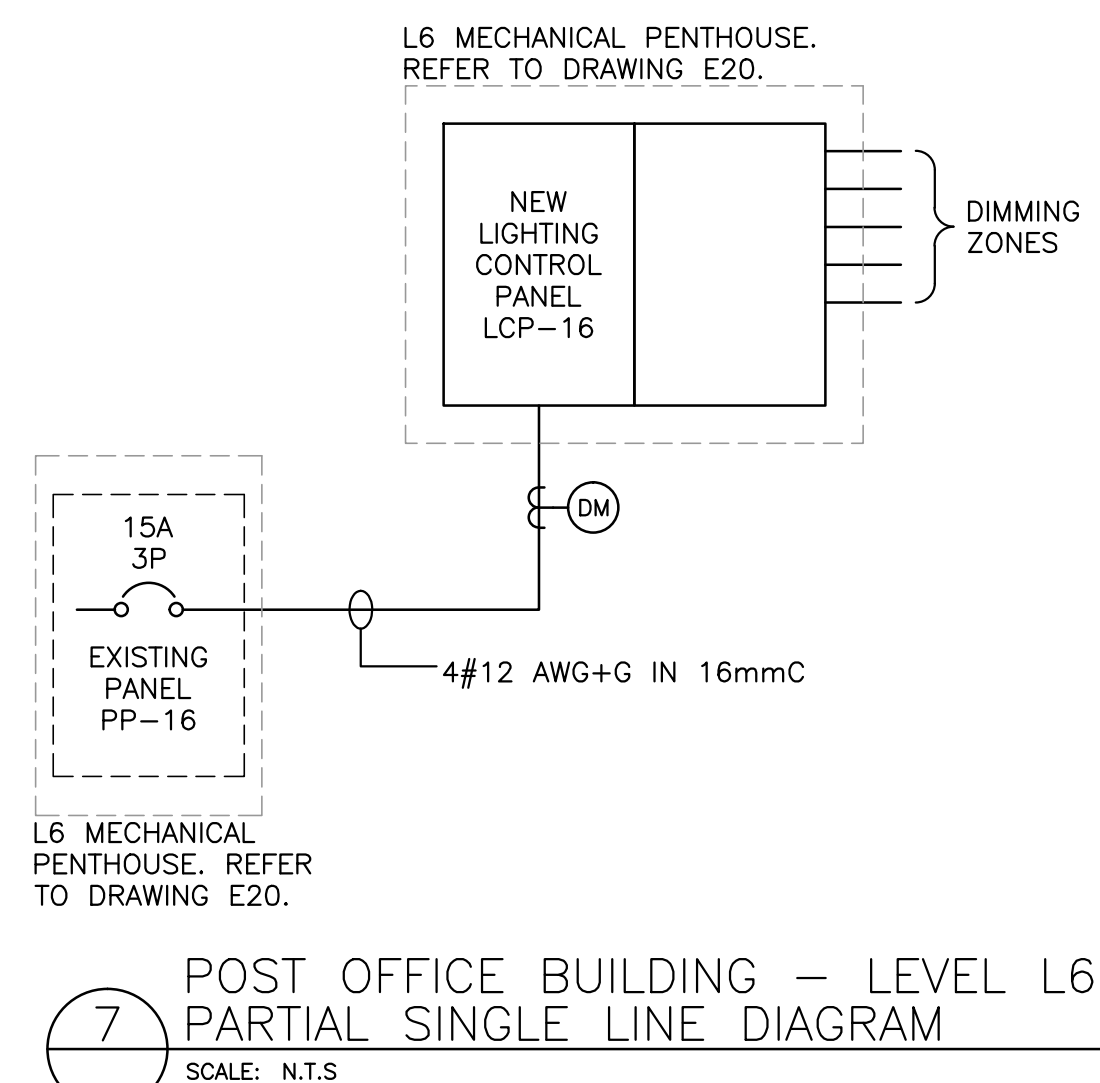 L6 MECHANICAL PENTHOUSE.
REFER TO DRAWING E20.
NEW
LIGHTING
CONTROL
PANEL
LCP-16
DIMMING
ZONES
DM
15A
3P
EXISTING
PANEL
PP-16
4#12 AWG+G IN 16mmC
L6 MECHANICAL
PENTHOUSE. REFER
TO DRAWING E20.
7
POST OFFICE BUILDING - LEVEL L6
PARTIAL SINGLE LINE DIAGRAM
SCALE: N.T.S